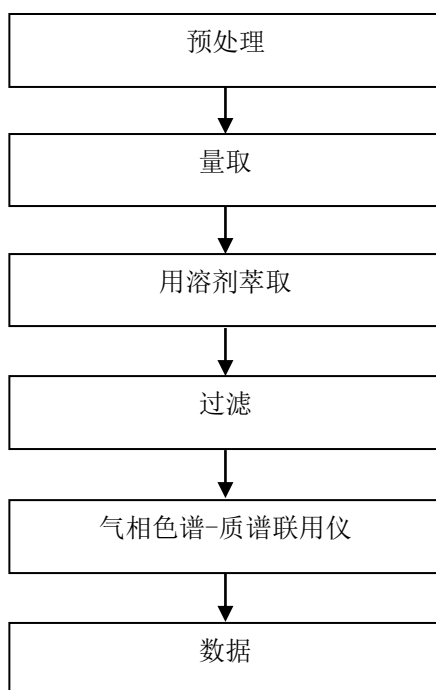 预处理
量取
用溶剂萃取
过滤
气相色谱-质谱联用仪
数据